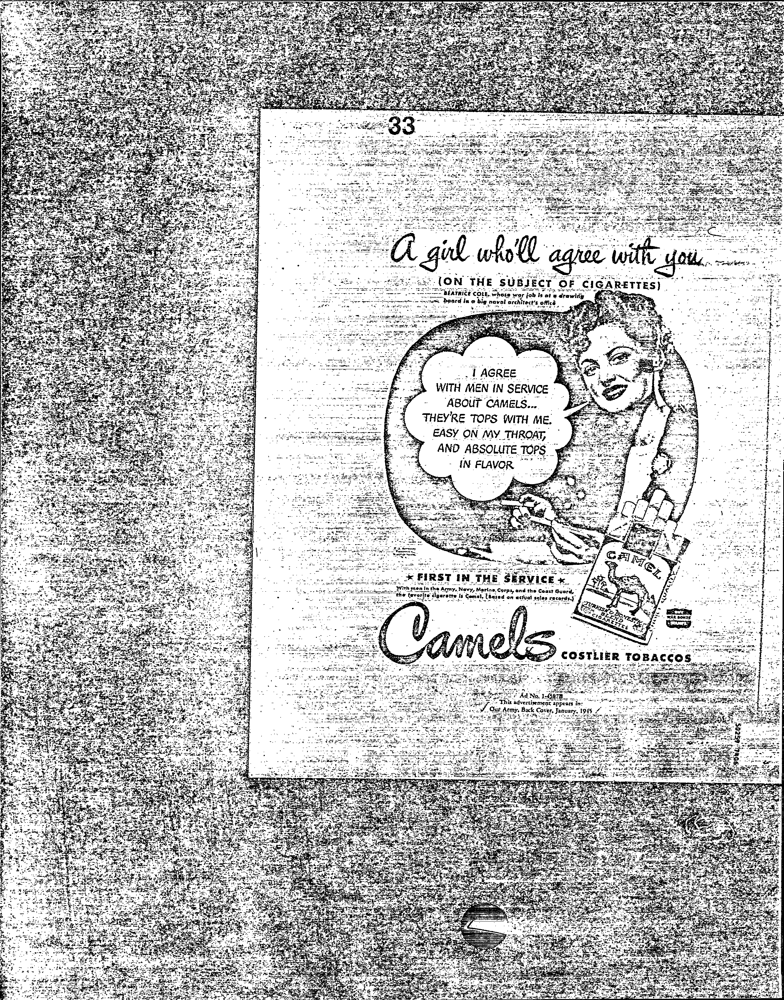 33
A girl who'll agree with you
(ON THE SUBJECT OF CIGARETTES)
BEATRICE COLE, whose war job is at a drawing
board in a big naval architect's office
I AGREE
WITH MEN IN SERVICE
ABOUT CAMELS...
THEY'RE TOPS WITH ME.
EASY ON MY THROAT,
AND ABSOLUTE TOPS
IN FLAVOR
CAMEL
★ FIRST IN THE SERVICE ★
With men in the Army, Navy, Marine Corps, and the Coast Guard,
the favorite cigarette is Camel. (Based on actual sales records.)
Camels
COSTLIER TOBACCOS
BUY
WAR BONDS
Ad No.
This advertisement appears in:
Our Army, Back Cover, January, 1945